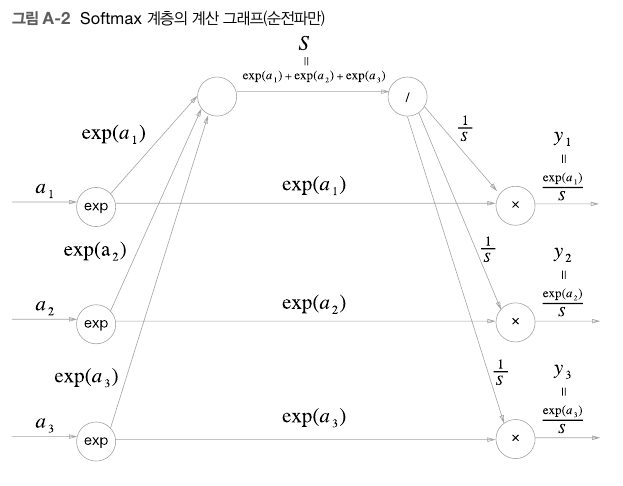 그림 A-2 Softmax 계층의 계산 그래프(순전파만)
S
=
exp(a₁) + exp(a₂) + exp(a₃)
/
exp(a₁)
1/S
y₁
=
a₁
exp
exp(a₁)
×
exp(a₁)/S
exp(a₂)
1/S
y₂
=
a₂
exp
exp(a₂)
×
exp(a₂)/S
exp(a₃)
1/S
y₃
=
a₃
exp
exp(a₃)
×
exp(a₃)/S